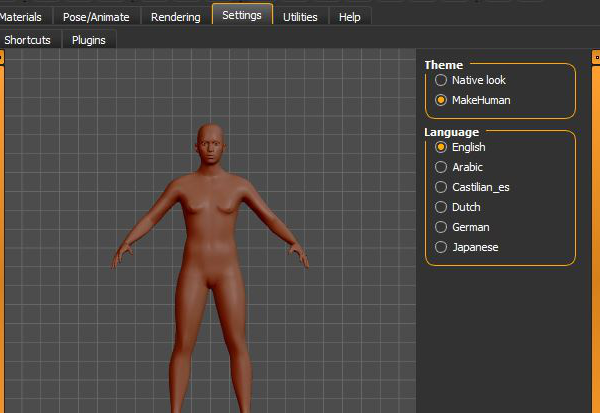 Materials Pose/Animate Rendering Settings Utilities Help
Shortcuts Plugins
Theme
Native look
MakeHuman
Language
English
Arabic
Castilian_es
Dutch
German
Japanese